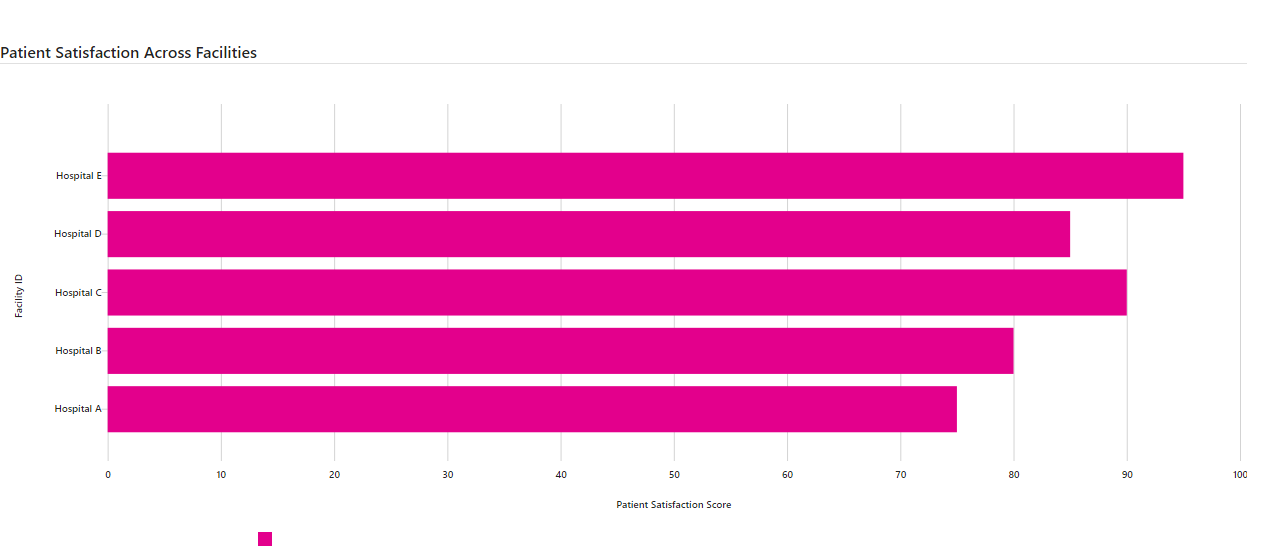 Patient Satisfaction Across Facilities
Hospital E
Hospital D
Hospital C
Hospital B
Hospital A
Facility ID
0 10 20 30 40 50 60 70 80 90 100
Patient Satisfaction Score